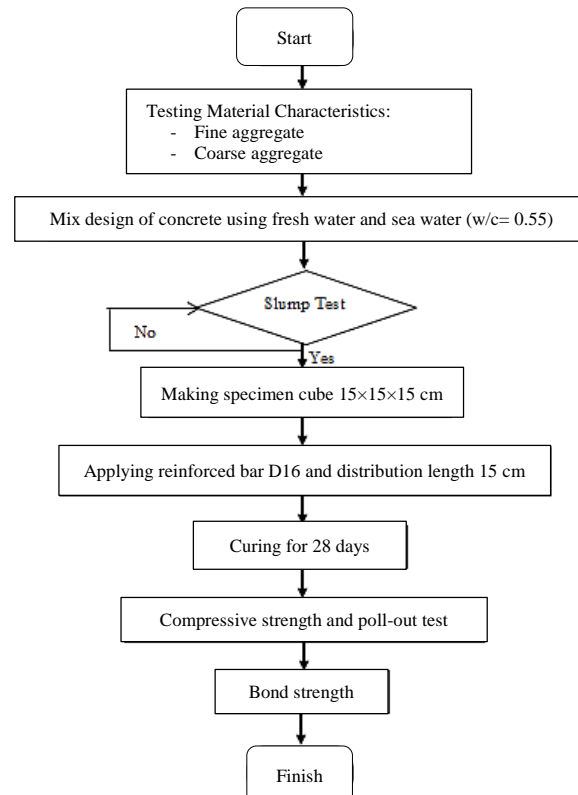 Start
Testing Material Characteristics:
- Fine aggregate
- Coarse aggregate
Mix design of concrete using fresh water and sea water (w/c= 0.55)
Slump Test
No
Yes
Making specimen cube 15×15×15 cm
Applying reinforced bar D16 and distribution length 15 cm
Curing for 28 days
Compressive strength and poll-out test
Bond strength
Finish